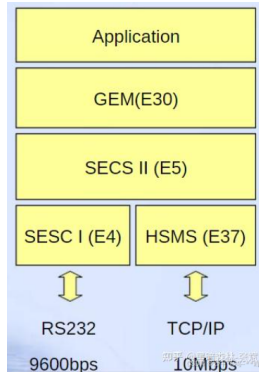 Application
GEM(E30)
SECS II (E5)
SESC I (E4) HSMS (E37)
RS232 TCP/IP
9600bps 10Mbps